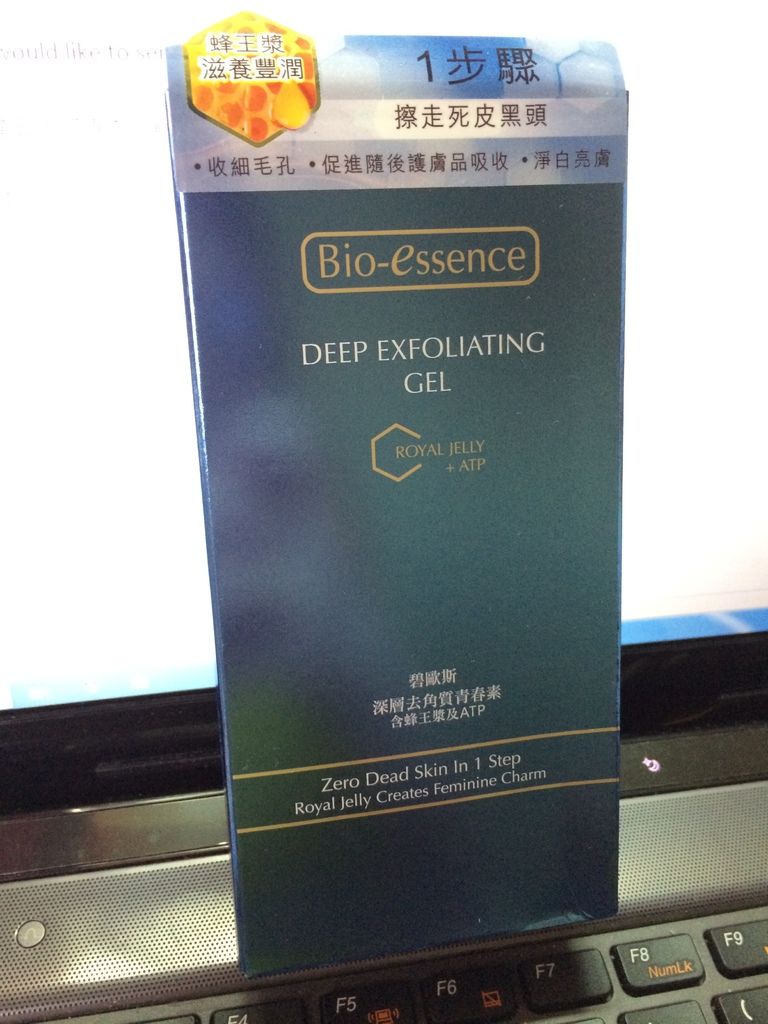 would like to
蜂王漿
滋養豐潤
1步驟
擦走死皮黑頭
•收細毛孔 •促進隨後護膚品吸收 •淨白亮膚
Bio-essence
DEEP EXFOLIATING
GEL
ROYAL JELLY
+ ATP
碧歐斯
深層去角質青春素
含蜂王漿及ATP
Zero Dead Skin In 1 Step
Royal Jelly Creates Feminine Charm
F4
F5
F6
F7
F8
NumLk
F9